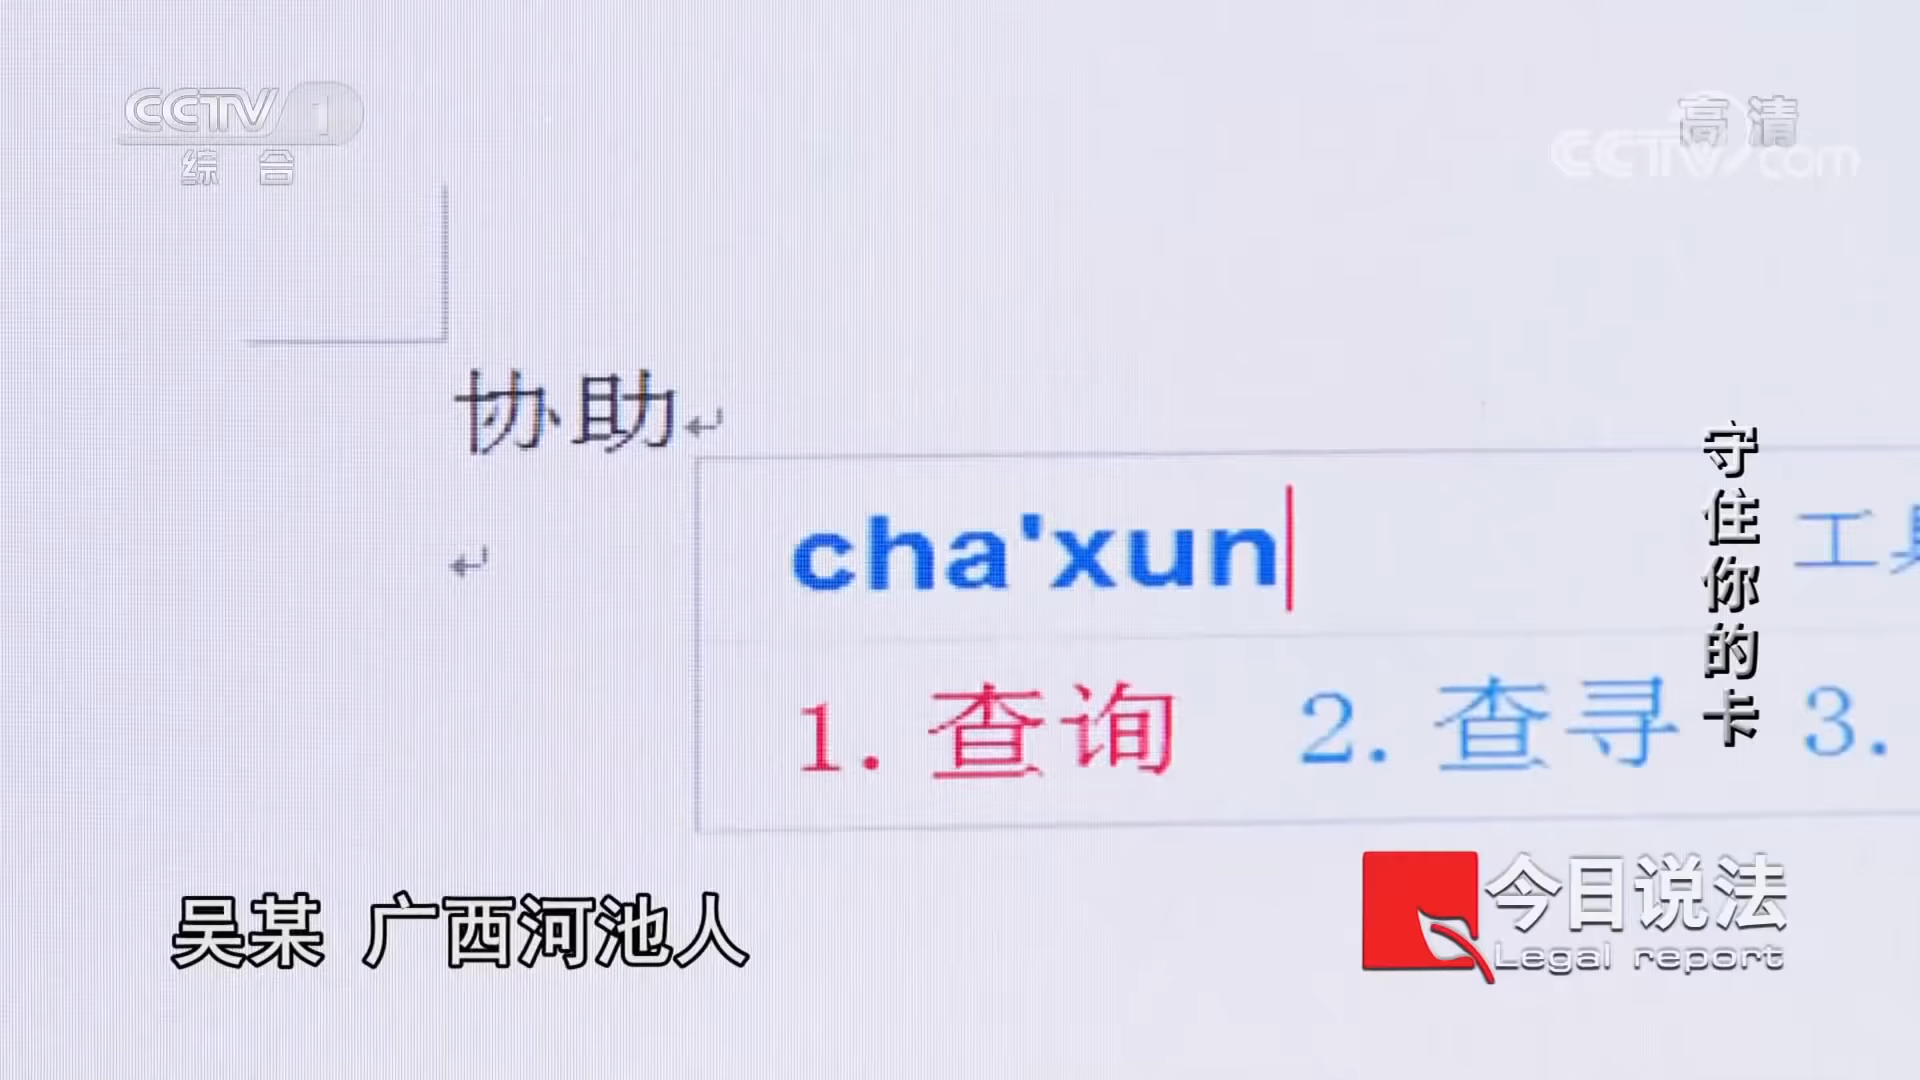 CCTV 1
综合
高清
CCTV.com
协助
cha'xun
工具
1. 查询 2. 查寻 3.
守住你的卡
吴某 广西河池人
今日说法
Legal report